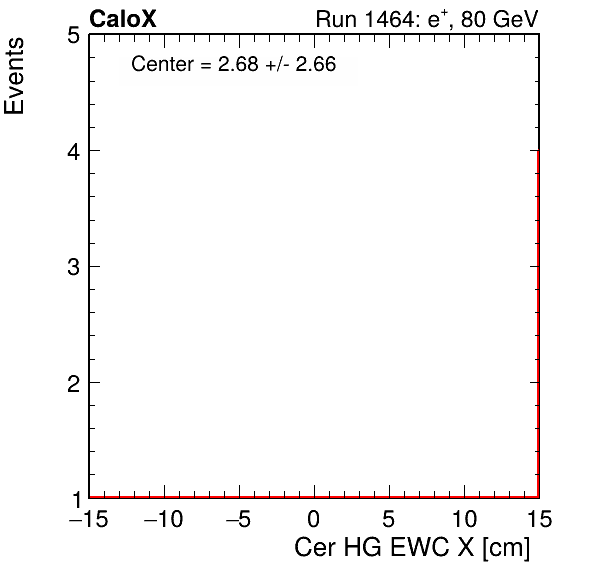 CaloX Run 1464: e⁺, 80 GeV
Center = 2.68 +/- 2.66
Events
5
4
3
2
1
−15 −10 −5 0 5 10 15
Cer HG EWC X [cm]